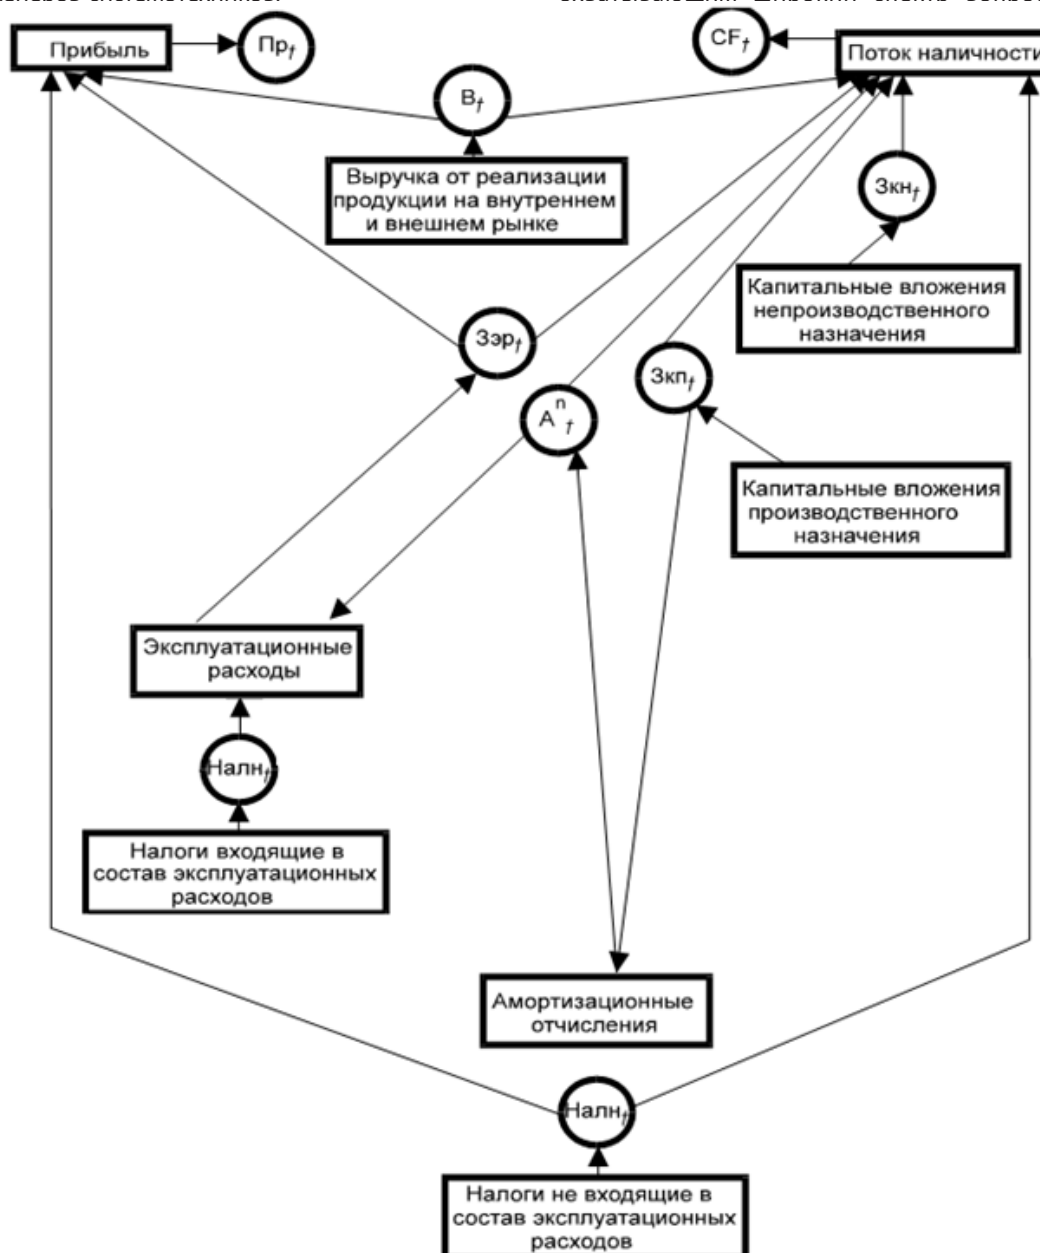 Прибыль
Прt
CFt
Поток наличности
Вt
Выручка от реализации
продукции на внутреннем
и внешнем рынке
Зкнt
Капитальные вложения
непроизводственного
назначения
Зэрt
Зкпt
Аnt
Капитальные вложения
производственного
назначения
Эксплуатационные
расходы
Налнt
Налоги входящие в
состав эксплуатационных
расходов
Амортизационные
отчисления
Налнt
Налоги не входящие в
состав эксплуатационных
расходов